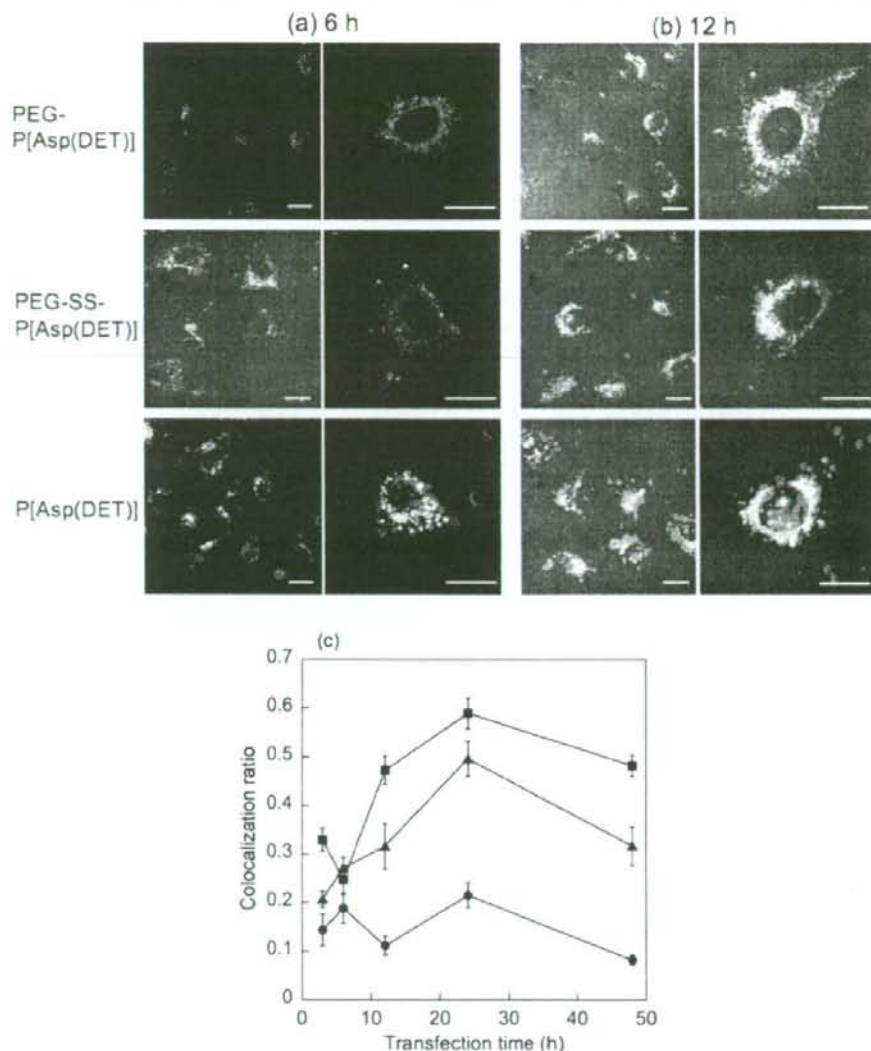 (a) 6 h
(b) 12 h
PEG-
P[Asp(DET)]
PEG-SS-
P[Asp(DET)]
P[Asp(DET)]
(c)
0.7
0.6
0.5
0.4
0.3
0.2
0.1
0
Colocalization ratio
0
10
20
30
40
50
Transfection time (h)